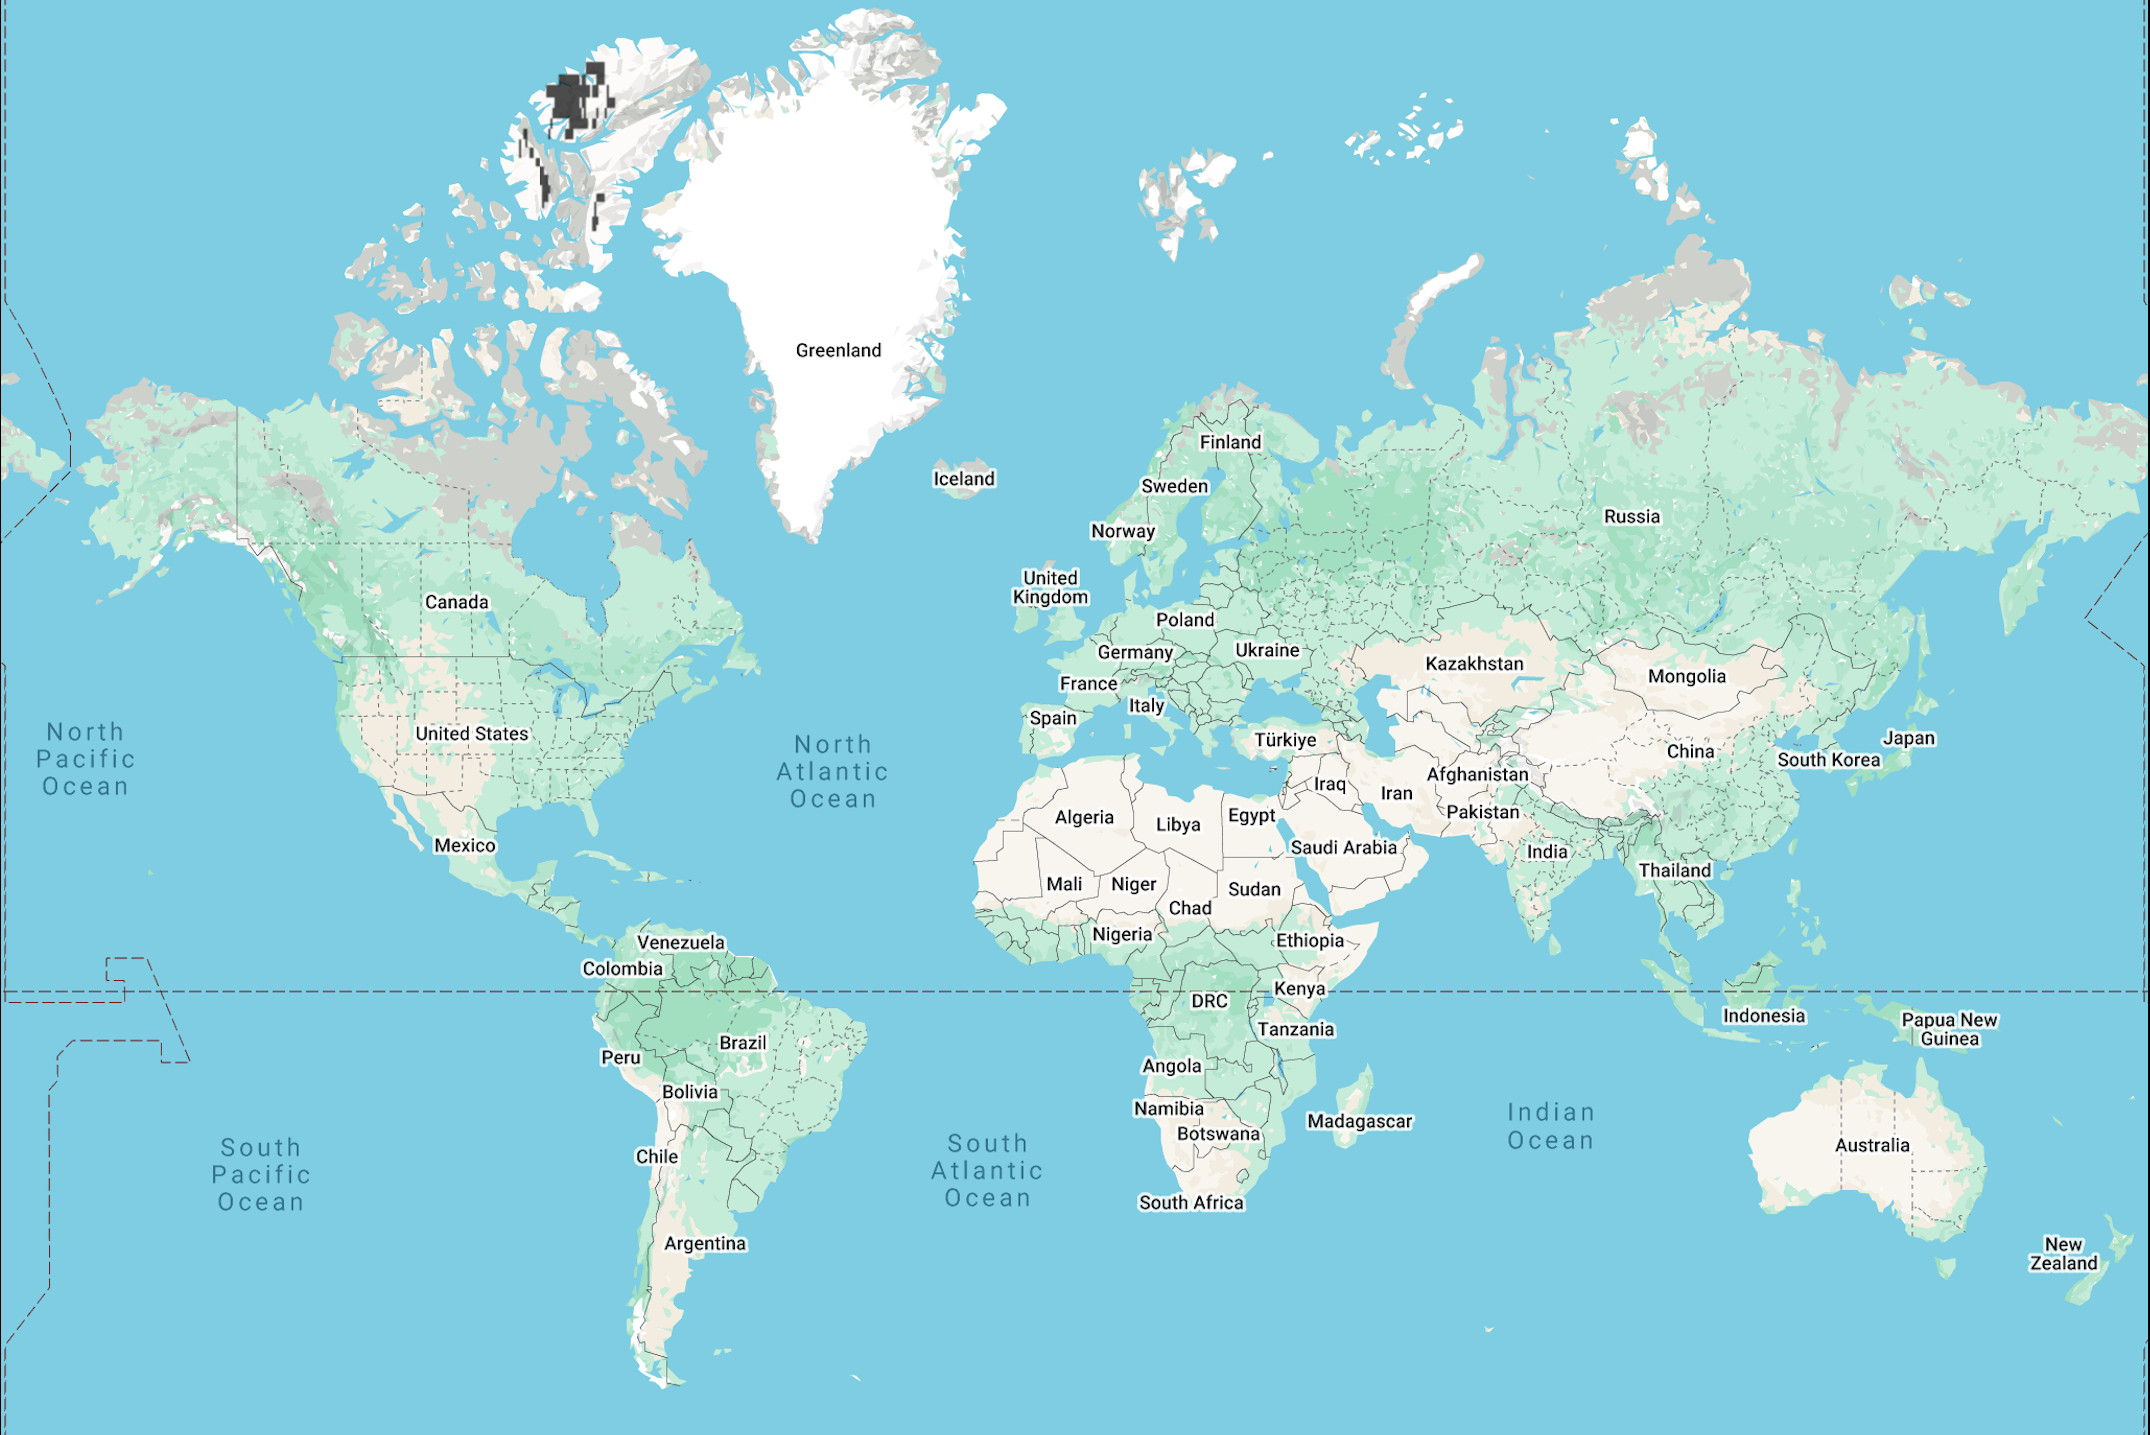 Greenland
Iceland
Finland
Sweden
Norway
Russia
United
Kingdom
Canada
Poland
Germany
Ukraine
Kazakhstan
Mongolia
France
Italy
Spain
United States
Türkiye
China
Japan
South Korea
North
Pacific
Ocean
North
Atlantic
Ocean
Afghanistan
Iraq
Iran
Pakistan
Algeria
Libya
Egypt
Saudi Arabia
Mexico
India
Thailand
Mali
Niger
Sudan
Chad
Nigeria
Ethiopia
Venezuela
Colombia
Kenya
DRC
Indonesia
Papua New
Guinea
Tanzania
Brazil
Peru
Angola
Bolivia
Namibia
Botswana
Madagascar
Indian
Ocean
Australia
South
Pacific
Ocean
Chile
South
Atlantic
Ocean
South Africa
Argentina
New
Zealand